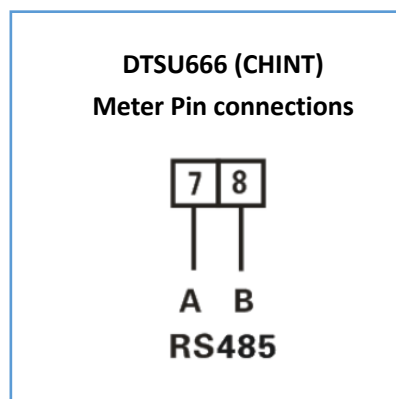 DTSU666 (CHINT)
Meter Pin connections
7 8
A B
RS485